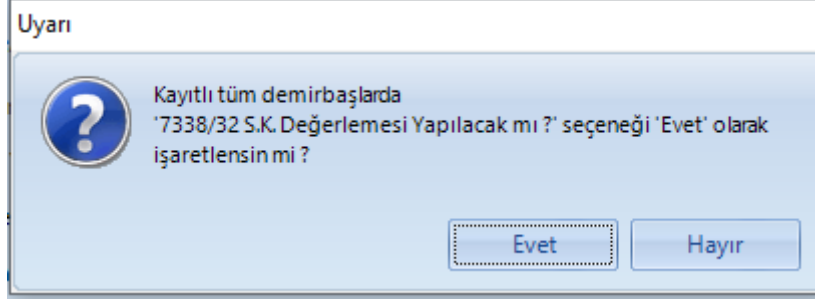 Uyarı
Kayıtlı tüm demirbaşlarda
'7338/32 S.K. Değerlemesi Yapılacak mı ?' seçeneği 'Evet' olarak
işaretlensin mi ?
Evet
Hayır